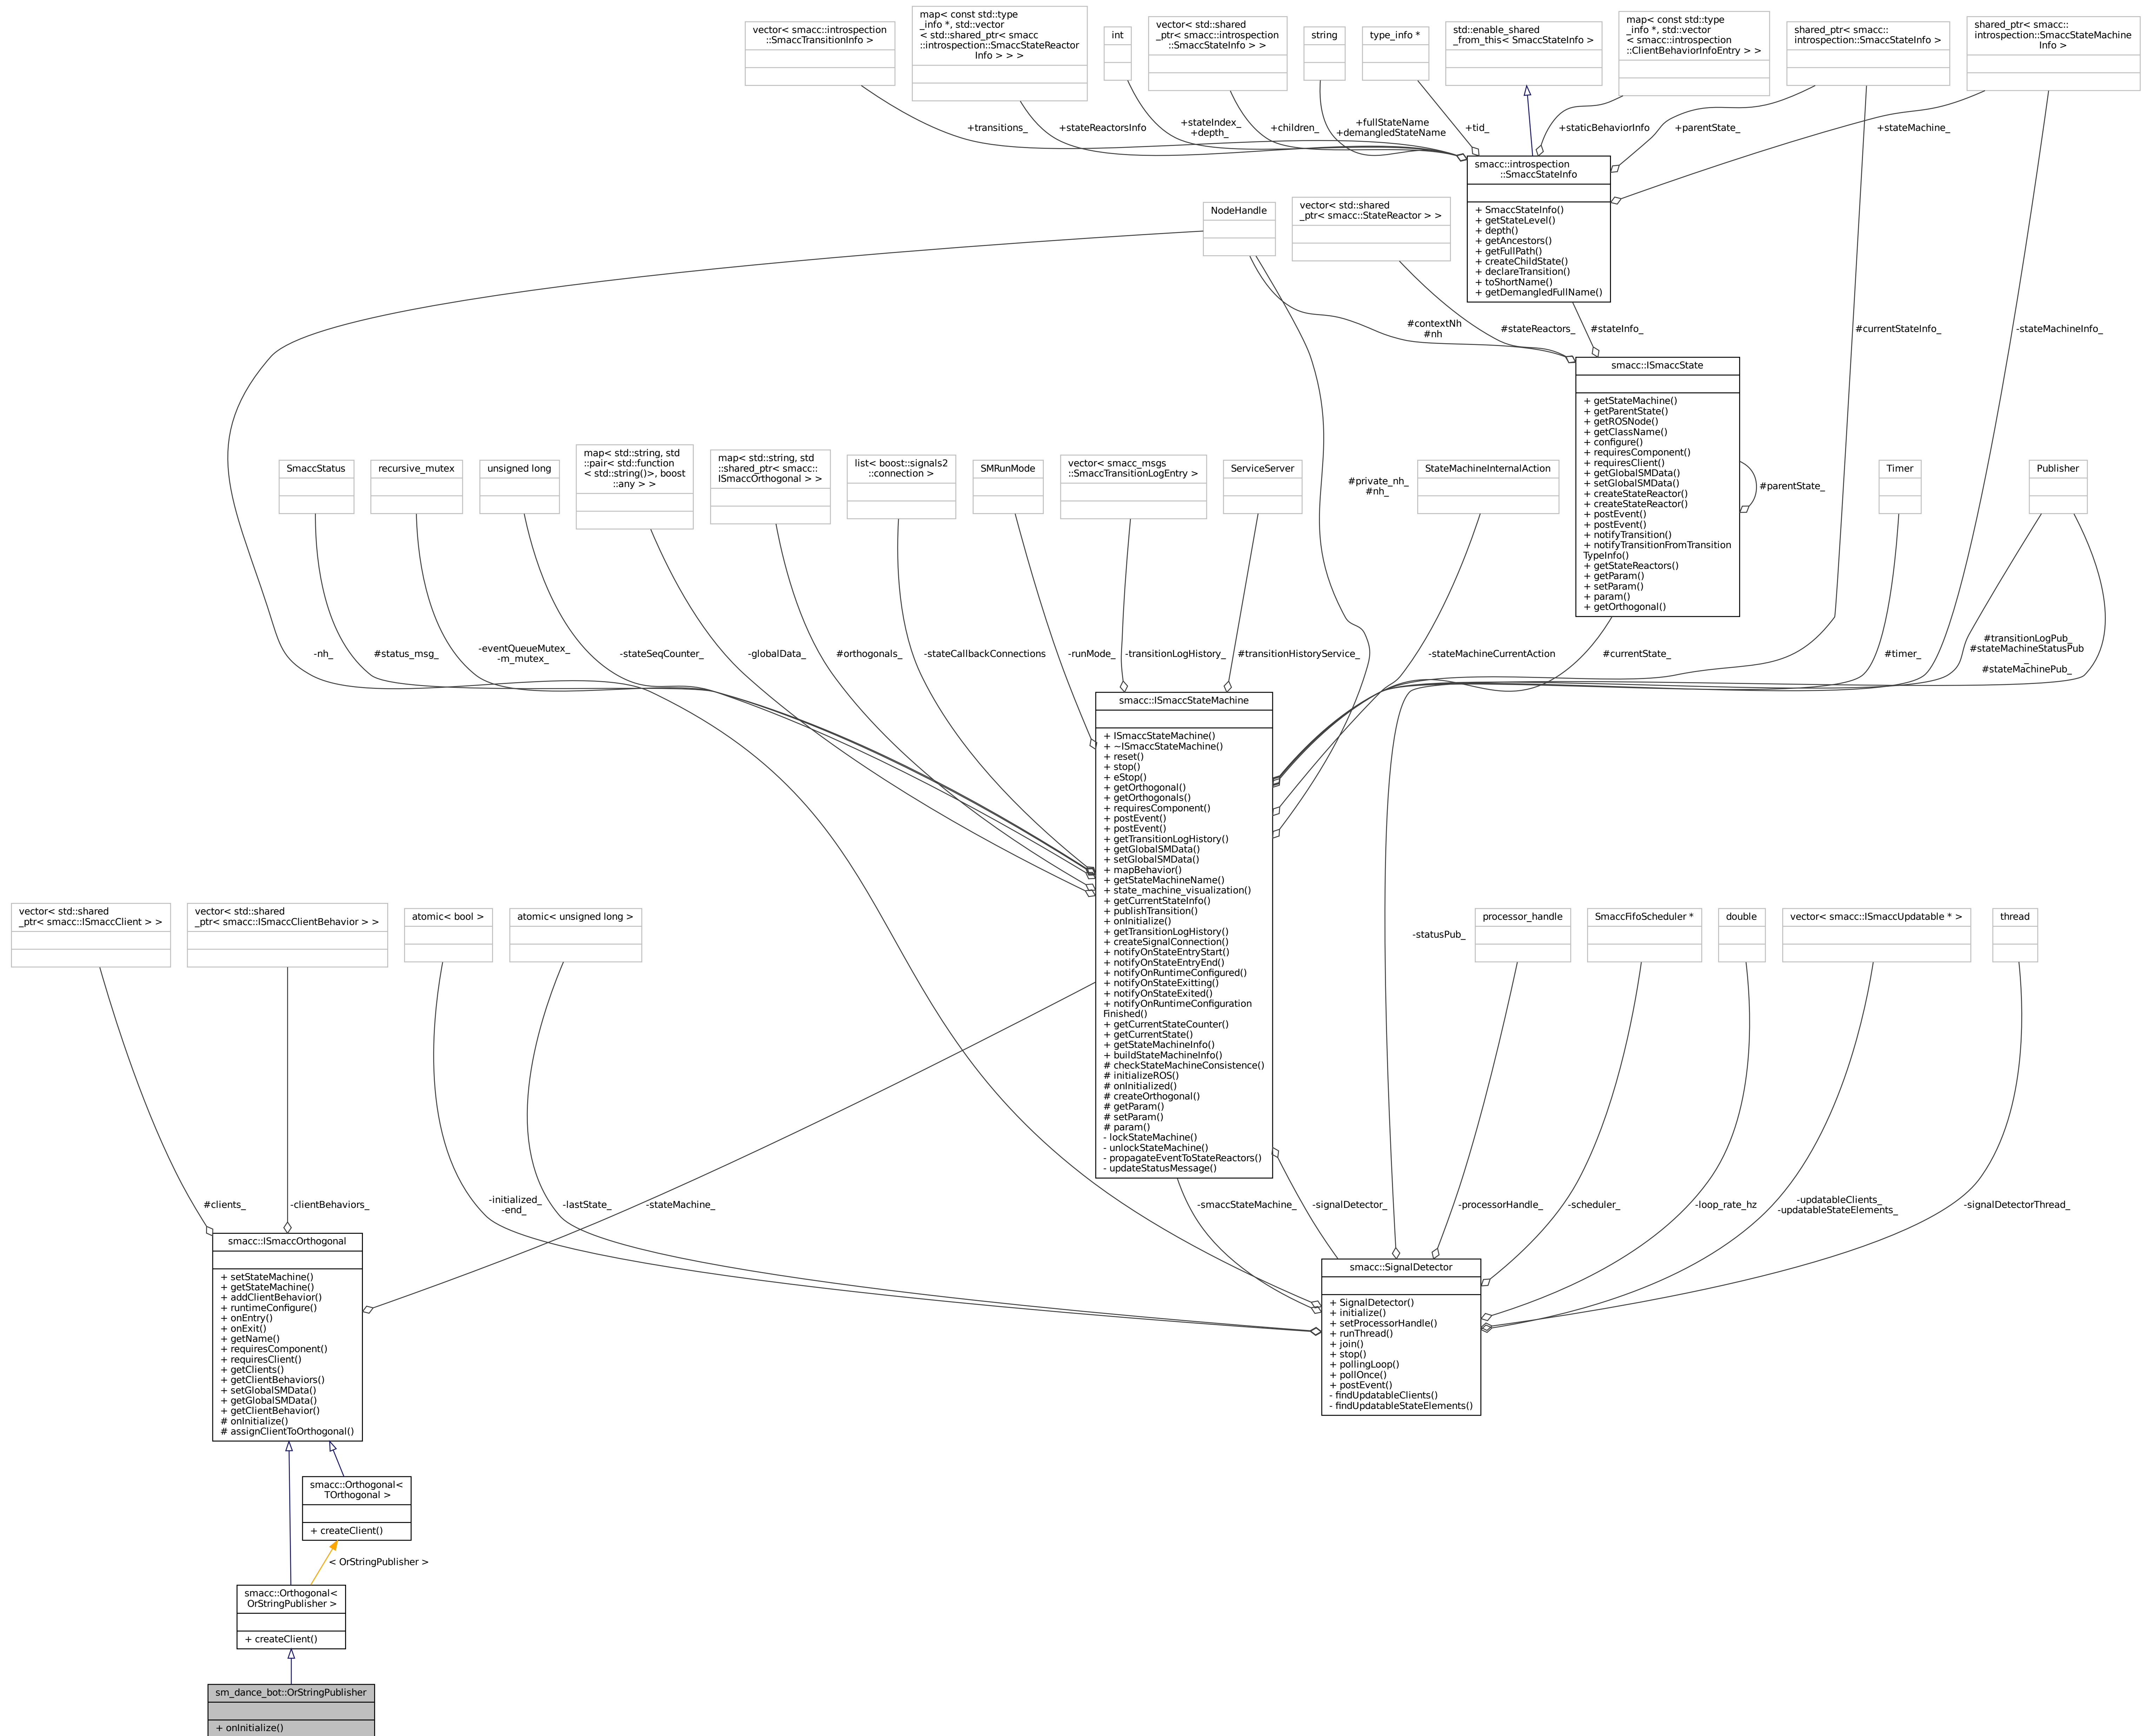 vector< smacc::introspection
::SmaccTransitionInfo >
map< const std::type
_info *, std::vector
< std::shared_ptr< smacc
::introspection::SmaccStateReactor
Info > > >
int
vector< std::shared
_ptr< smacc::introspection
::SmaccStateInfo > >
string
type_info *
std::enable_shared
_from_this< SmaccStateInfo >
map< const std::type
_info *, std::vector
< smacc::introspection
::ClientBehaviorInfoEntry > >
shared_ptr< smacc::
introspection::SmaccStateInfo >
shared_ptr< smacc::
introspection::SmaccStateMachine
Info >
+transitions_
+stateReactorsInfo
+stateIndex_
+depth_
+children_
+fullStateName
+demangledStateName
+tid_
+staticBehaviorInfo
+parentState_
+stateMachine_
smacc::introspection
::SmaccStateInfo
+ SmaccStateInfo()
+ getStateLevel()
+ depth()
+ getAncestors()
+ getFullPath()
+ createChildState()
+ declareTransition()
+ toShortName()
+ getDemangledFullName()
NodeHandle
vector< std::shared
_ptr< smacc::StateReactor > >
#contextNh
#nh
#stateReactors_
#stateInfo_
#currentStateInfo_
-stateMachineInfo_
smacc::ISmaccState
+ getStateMachine()
+ getParentState()
+ getROSNode()
+ getClassName()
+ configure()
+ requiresComponent()
+ requiresClient()
+ getGlobalSMData()
+ setGlobalSMData()
+ createStateReactor()
+ createStateReactor()
+ postEvent()
+ postEvent()
+ notifyTransition()
+ notifyTransitionFromTransition
TypeInfo()
+ getStateReactors()
+ getParam()
+ setParam()
+ param()
+ getOrthogonal()
#parentState_
SmaccStatus
recursive_mutex
unsigned long
map< std::string, std
::pair< std::function
< std::string()>, boost
::any > >
map< std::string, std
::shared_ptr< smacc::
ISmaccOrthogonal > >
list< boost::signals2
::connection >
SMRunMode
vector< smacc_msgs
::SmaccTransitionLogEntry >
ServiceServer
#private_nh_
#nh_
StateMachineInternalAction
Timer
Publisher
-nh_
#status_msg_
-eventQueueMutex_
-m_mutex_
-stateSeqCounter_
-globalData_
#orthogonals_
-stateCallbackConnections
-runMode_
-transitionLogHistory_
#transitionHistoryService_
-stateMachineCurrentAction
#currentState_
#timer_
#transitionLogPub_
#stateMachineStatusPub
_
#stateMachinePub_
smacc::ISmaccStateMachine
+ ISmaccStateMachine()
+ ~ISmaccStateMachine()
+ reset()
+ stop()
+ eStop()
+ getOrthogonal()
+ getOrthogonals()
+ requiresComponent()
+ postEvent()
+ postEvent()
+ getTransitionLogHistory()
+ getGlobalSMData()
+ setGlobalSMData()
+ mapBehavior()
+ getStateMachineName()
+ state_machine_visualization()
+ getCurrentStateInfo()
+ publishTransition()
+ onInitialize()
+ getTransitionLogHistory()
+ createSignalConnection()
+ notifyOnStateEntryStart()
+ notifyOnStateEntryEnd()
+ notifyOnRuntimeConfigured()
+ notifyOnStateExitting()
+ notifyOnStateExited()
+ notifyOnRuntimeConfiguration
Finished()
+ getCurrentStateCounter()
+ getCurrentState()
+ getStateMachineInfo()
+ buildStateMachineInfo()
# checkStateMachineConsistence()
# initializeROS()
# onInitialized()
# createOrthogonal()
# getParam()
# setParam()
# param()
- lockStateMachine()
- unlockStateMachine()
- propagateEventToStateReactors()
- updateStatusMessage()
vector< std::shared
_ptr< smacc::ISmaccClient > >
vector< std::shared
_ptr< smacc::ISmaccClientBehavior > >
atomic< bool >
atomic< unsigned long >
-statusPub_
processor_handle
SmaccFifoScheduler *
double
vector< smacc::ISmaccUpdatable * >
thread
#clients_
-clientBehaviors_
-initialized_
-end_
-lastState_
-stateMachine_
-smaccStateMachine_
-signalDetector_
-processorHandle_
-scheduler_
-loop_rate_hz
-updatableClients_
-updatableStateElements_
-signalDetectorThread_
smacc::ISmaccOrthogonal
+ setStateMachine()
+ getStateMachine()
+ addClientBehavior()
+ runtimeConfigure()
+ onEntry()
+ onExit()
+ getName()
+ requiresComponent()
+ requiresClient()
+ getClients()
+ getClientBehaviors()
+ setGlobalSMData()
+ getGlobalSMData()
+ getClientBehavior()
# onInitialize()
# assignClientToOrthogonal()
smacc::SignalDetector
+ SignalDetector()
+ initialize()
+ setProcessorHandle()
+ runThread()
+ join()
+ stop()
+ pollingLoop()
+ pollOnce()
+ postEvent()
- findUpdatableClients()
- findUpdatableStateElements()
smacc::Orthogonal<
TOrthogonal >
+ createClient()
< OrStringPublisher >
smacc::Orthogonal<
OrStringPublisher >
+ createClient()
sm_dance_bot::OrStringPublisher
+ onInitialize()